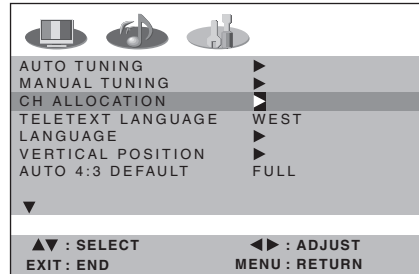 AUTO TUNING ▶
MANUAL TUNING ▶
CH ALLOCATION ▶
TELETEXT LANGUAGE WEST
LANGUAGE ▶
VERTICAL POSITION ▶
AUTO 4:3 DEFAULT FULL
▼
▲▼ : SELECT ◀▶ : ADJUST
EXIT : END MENU : RETURN